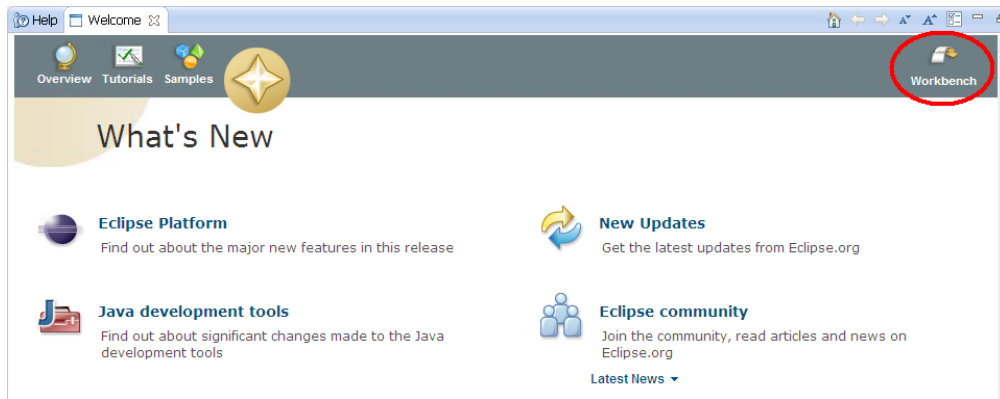 Help Welcome
Overview Tutorials Samples Workbench
What's New
Eclipse Platform
Find out about the major new features in this release
New Updates
Get the latest updates from Eclipse.org
Java development tools
Find out about significant changes made to the Java
development tools
Eclipse community
Join the community, read articles and news on
Eclipse.org
Latest News